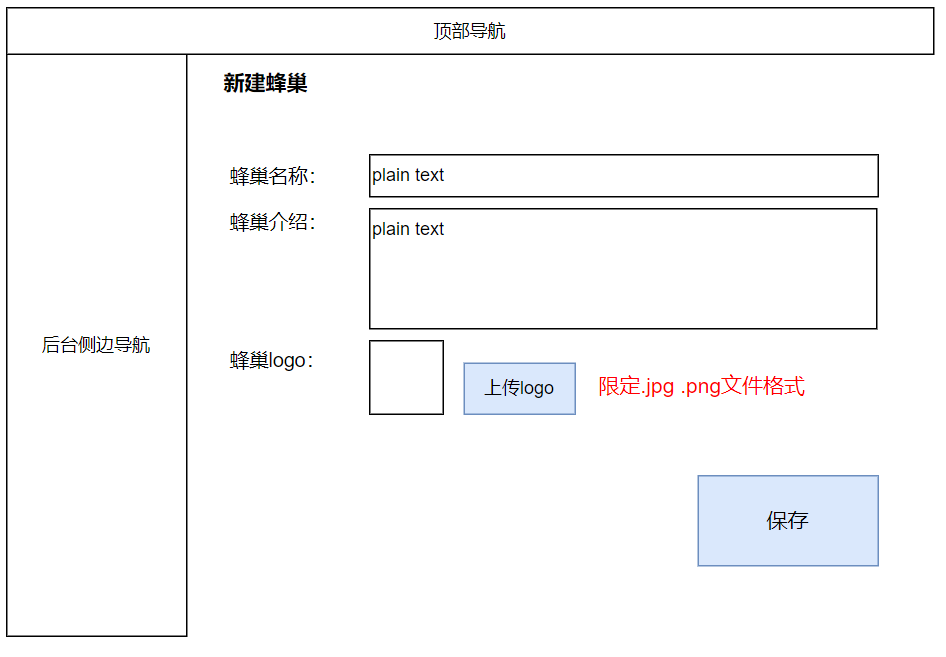 顶部导航
新建蜂巢
蜂巢名称：
plain text
蜂巢介绍：
plain text
后台侧边导航
蜂巢logo：
上传logo
限定.jpg .png文件格式
保存